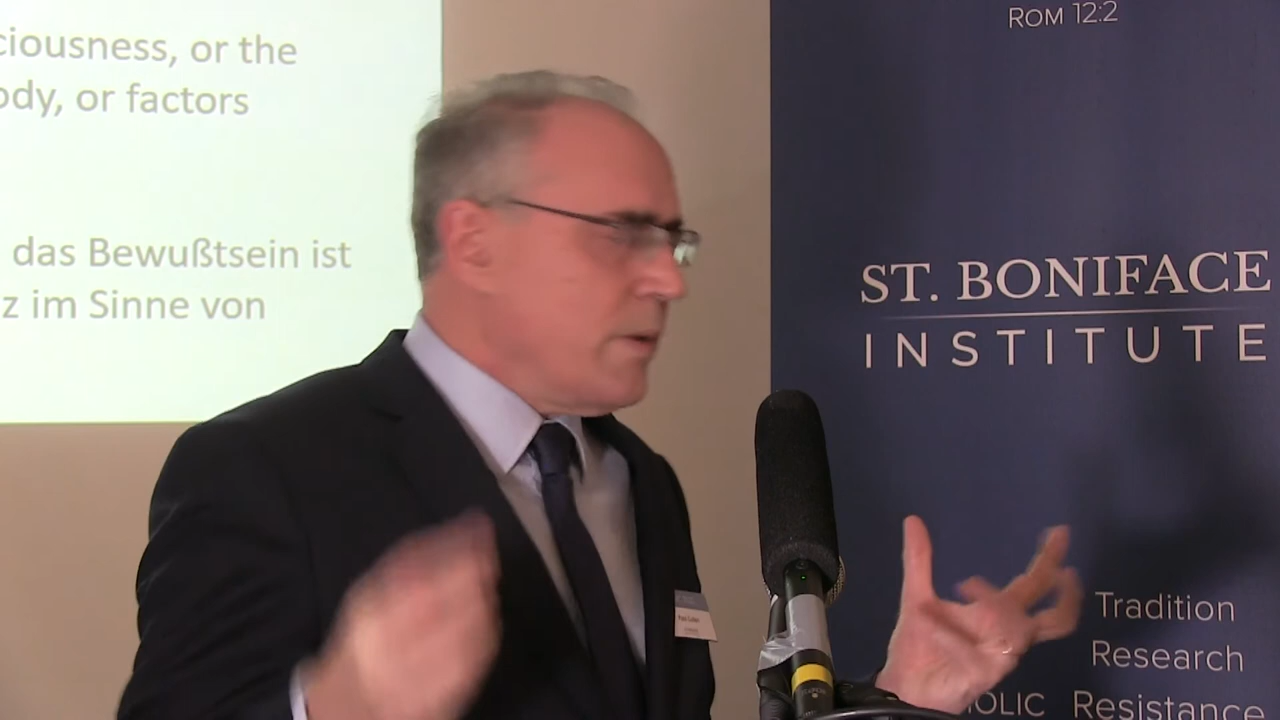 ciousness, or the
ody, or factors
das Bewußtsein ist
z im Sinne von
ROM 12:2
ST. BONIFACE
INSTITUTE
Tradition
Research
OLIC Resistance